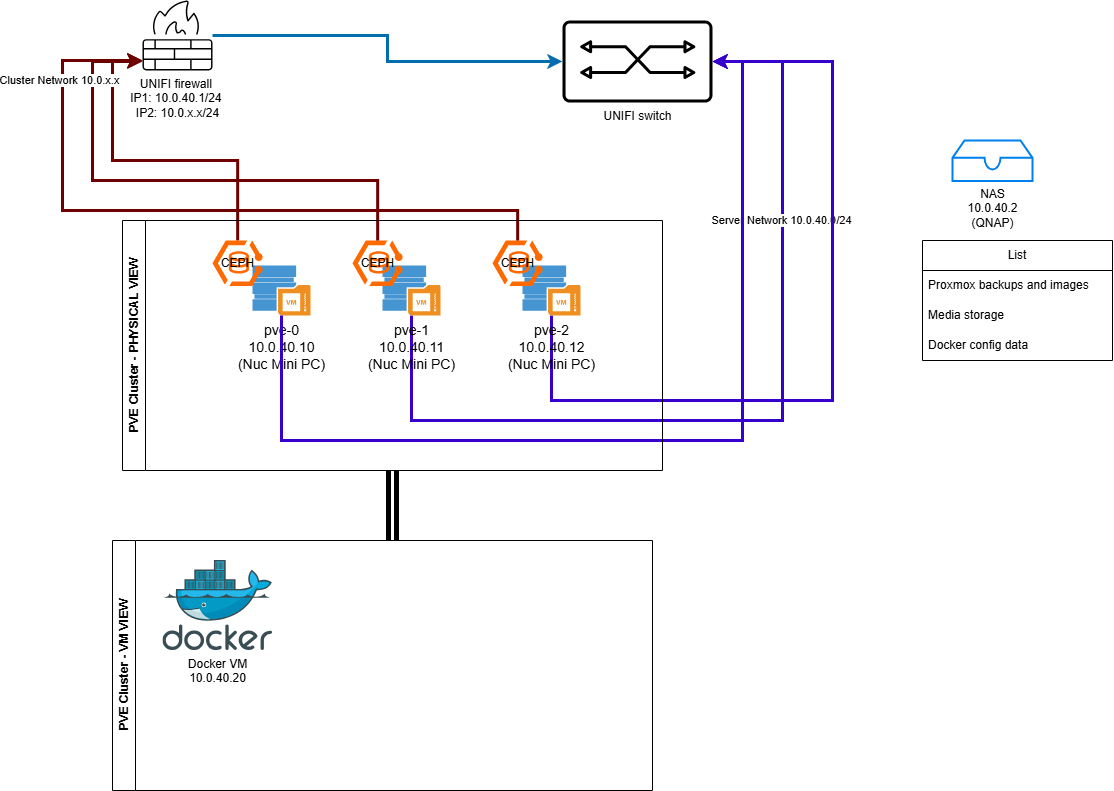 Cluster Network 10.0.x.x
UNIFI firewall
IP1: 10.0.40.1/24
IP2: 10.0.x.x/24
UNIFI switch
NAS
10.0.40.2
(QNAP)
Server Network 10.0.40.0/24
List
Proxmox backups and images
Media storage
Docker config data
PVE Cluster - PHYSICAL VIEW
CEPH
VM
pve-0
10.0.40.10
(Nuc Mini PC)
CEPH
VM
pve-1
10.0.40.11
(Nuc Mini PC)
CEPH
VM
pve-2
10.0.40.12
(Nuc Mini PC)
PVE Cluster - VM VIEW
docker
Docker VM
10.0.40.20